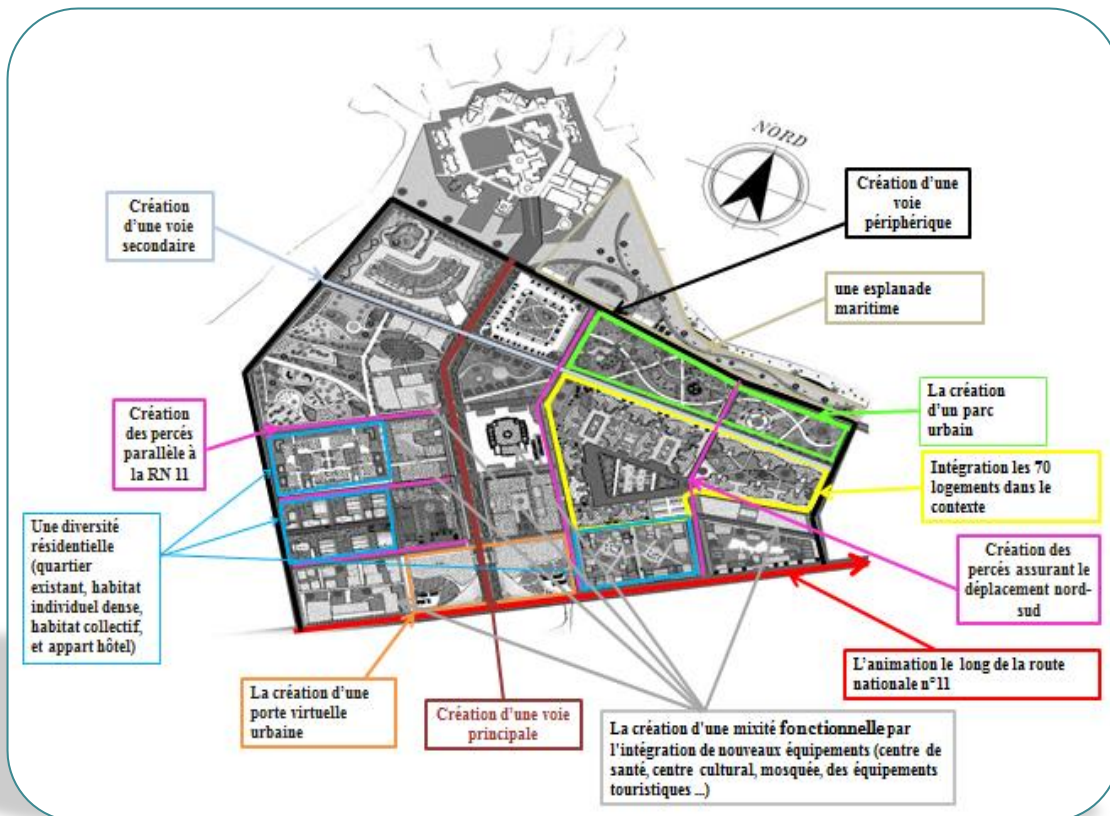 NORD
Création
d'une voie
secondaire
Création d'une
voie
périphérique
une esplanade
maritime
La création
d'un parc
urbain
Création
des percés
parallèle à
la RN 11
Intégration les 70
logements dans le
contexte
Une diversité
résidentielle
(quartier
existant, habitat
individuel dense,
habitat collectif,
et appart hôtel)
Création des
percés assurant le
déplacement nord-
sud
L'animation le long de la route
nationale n°11
La création d'une
porte virtuelle
urbaine
Création d'une voie
principale
La création d'une mixité fonctionnelle par
l'intégration de nouveaux équipements (centre de
santé, centre cultural, mosquée, des équipements
touristiques ...)